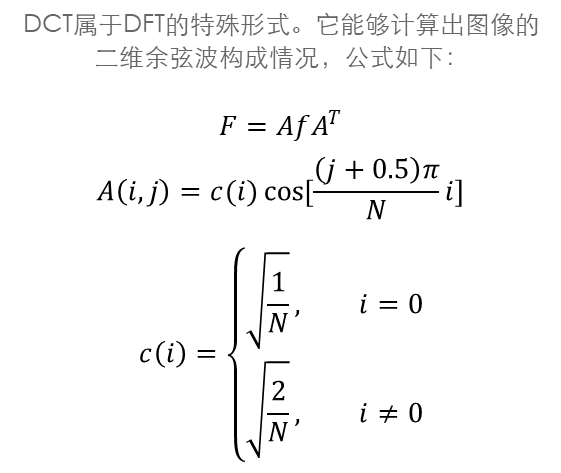 DCT属于DFT的特殊形式。它能够计算出图像的
二维余弦波构成情况，公式如下：
F = AfA^T
A(i, j) = c(i) cos[\frac{(j + 0.5)π}{N} i]
c(i) = \begin{cases} \sqrt{\frac{1}{N}}, & i = 0 \\ \sqrt{\frac{2}{N}}, & i ≠ 0 \end{cases}